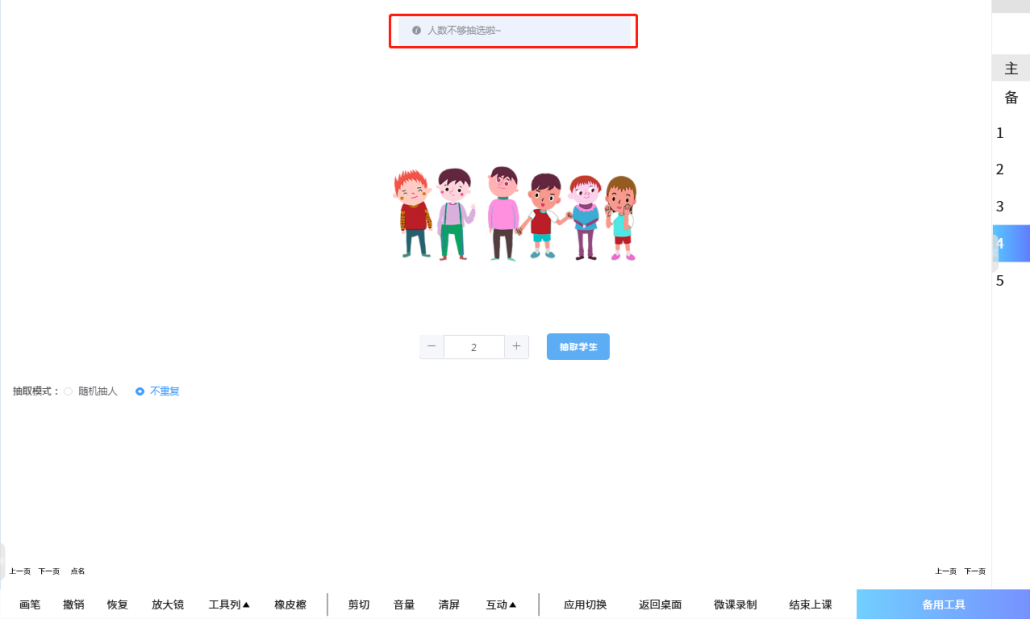 人数不够抽选啦~
主
备
1
2
3
4
5
2
抽取学生
抽取模式： 随机抽人 不重复
上一页 下一页 点名
上一页 下一页
画笔 撤销 恢复 放大镜 工具列▲ 橡皮擦 剪切 音量 清屏 互动▲ 应用切换 返回桌面 微课录制 结束上课 备用工具